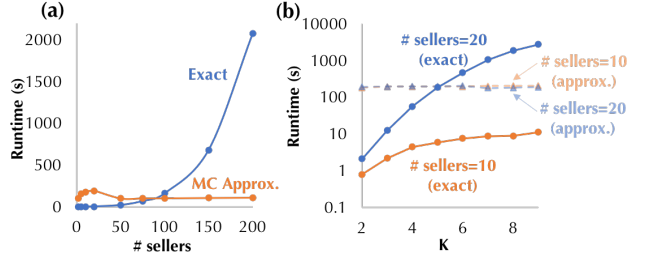 (a)
2000
1500
1000
500
0
Runtime (s)
Exact
MC Approx.
0
50
100
150
200
# sellers
(b)
10000
1000
100
10
1
0.1
Runtime (s)
# sellers=20
(exact)
# sellers=10
(approx.)
# sellers=20
(approx.)
# sellers=10
(exact)
2
4
6
8
K